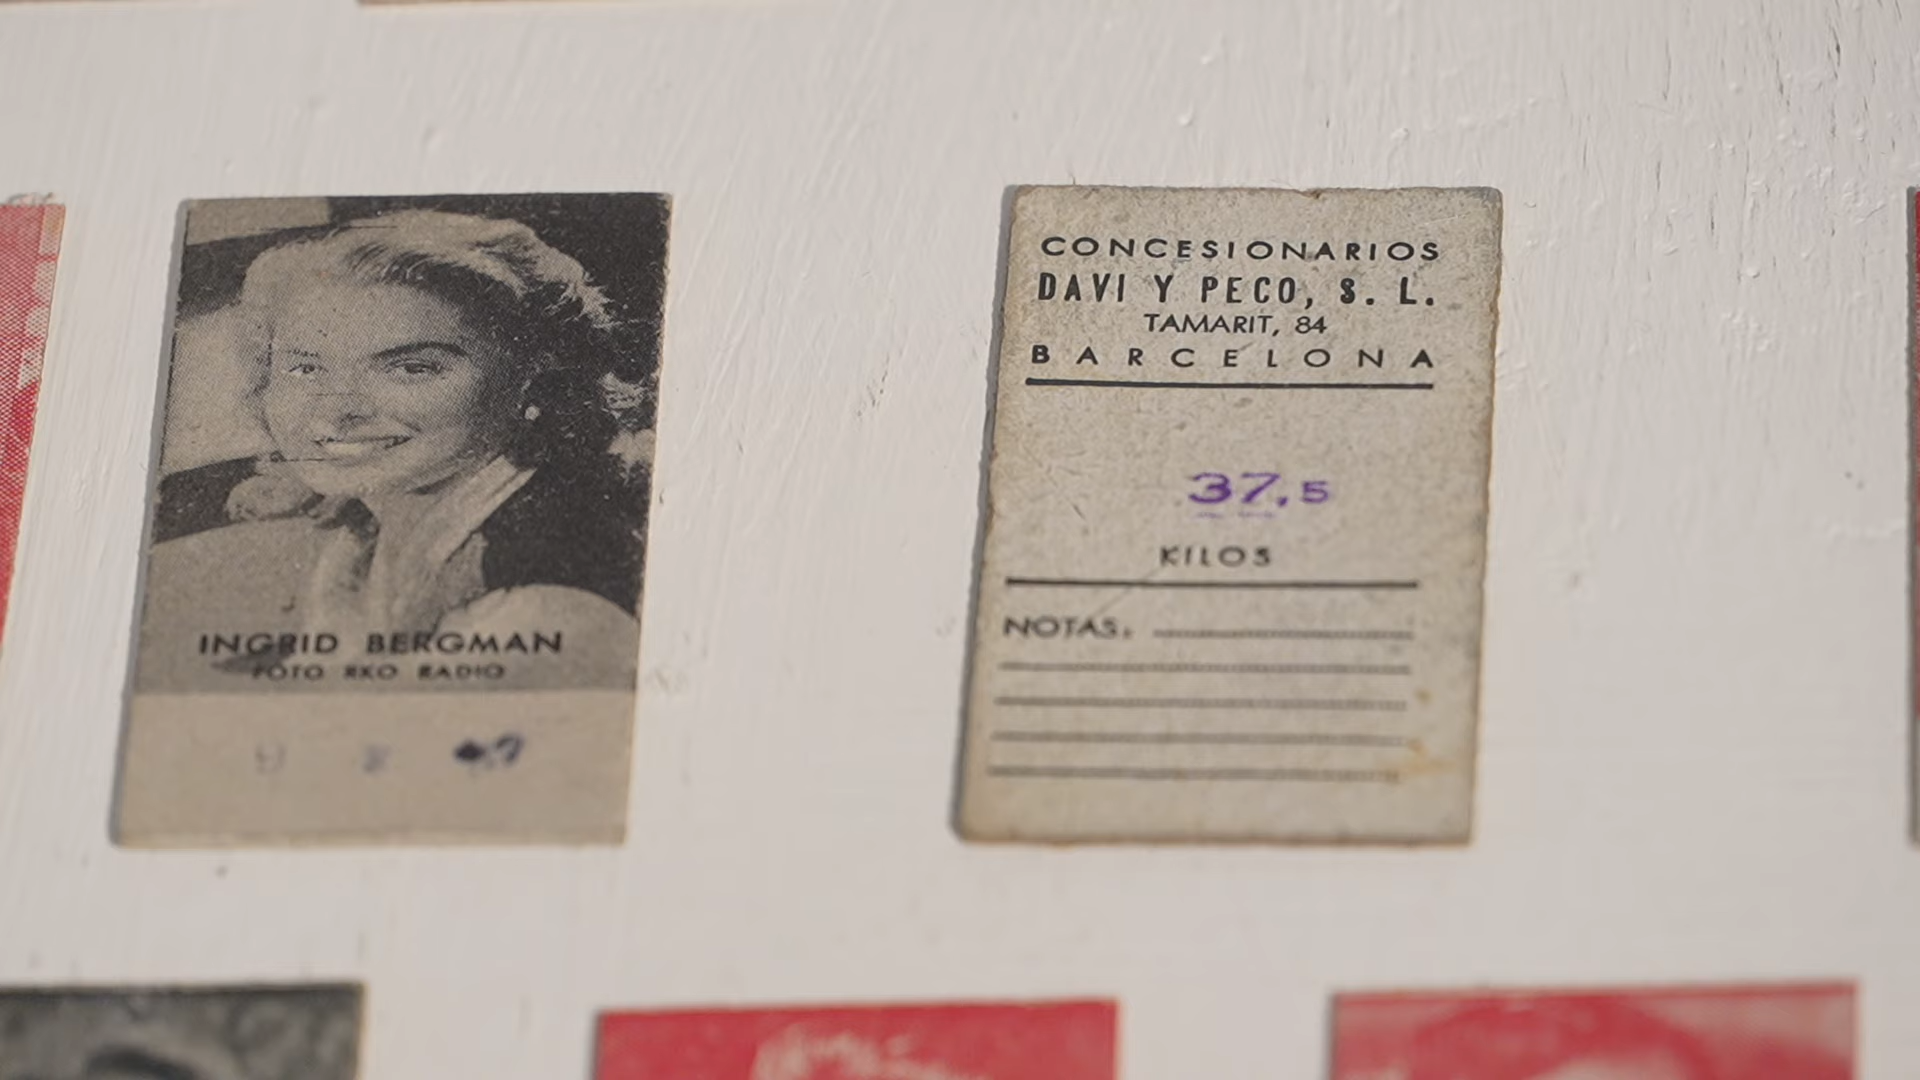 INGRID BERGMAN
FOTO RKO RADIO
CONCESIONARIOS
DAVI Y PECO, S. L.
TAMARIT, 84
BARCELONA
37,5
KILOS
NOTAS: